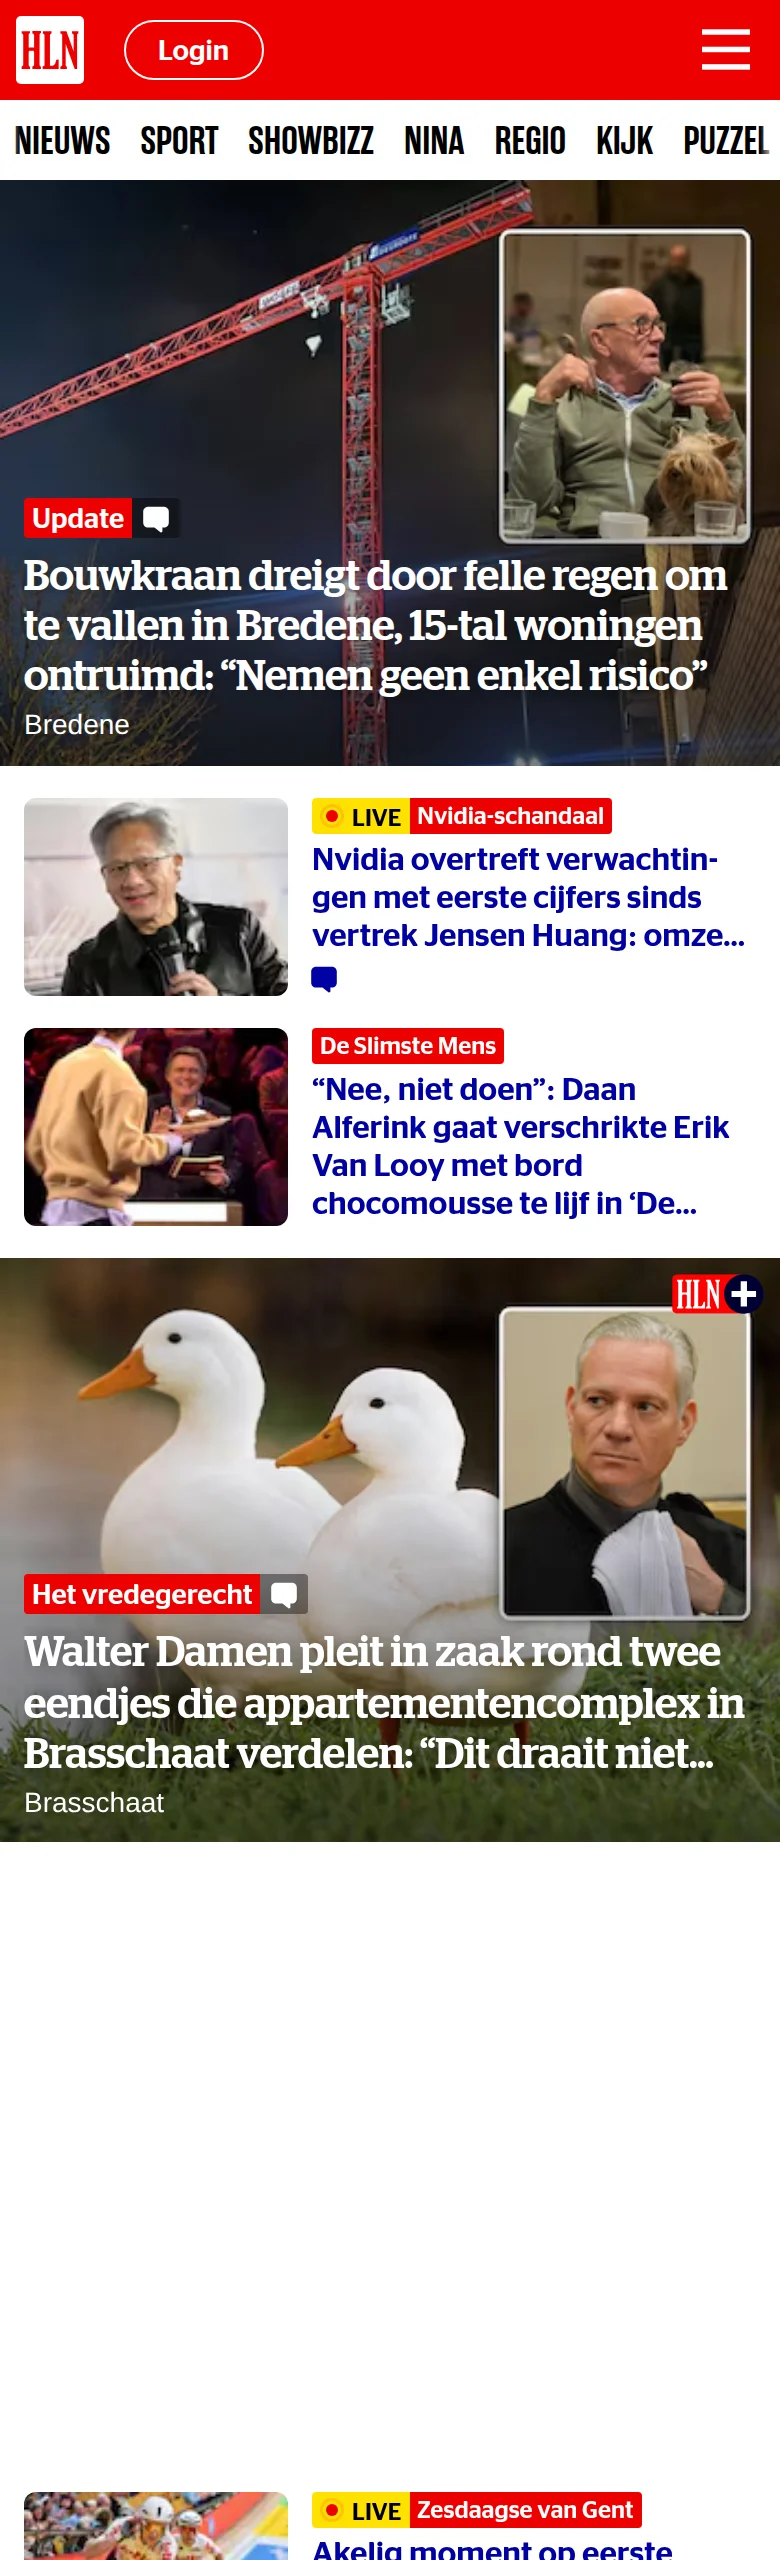 HLN
Login
NIEUWS SPORT SHOWBIZZ NINA REGIO KIJK PUZZEL
Update
Bouwkraan dreigt door felle regen om
te vallen in Bredene, 15-tal woningen
ontruimd: “Nemen geen enkel risico”
Bredene
LIVE Nvidia-schandaal
Nvidia overtreft verwachtin-
gen met eerste cijfers sinds
vertrek Jensen Huang: omze...
De Slimste Mens
“Nee, niet doen”: Daan
Alferink gaat verschrikte Erik
Van Looy met bord
chocomousse te lijf in ‘De...
HLN+
Het vredegerecht
Walter Damen pleit in zaak rond twee
eendjes die appartementencomplex in
Brasschaat verdelen: “Dit draait niet...
Brasschaat
LIVE Zesdaagse van Gent
Akelig moment op eerste